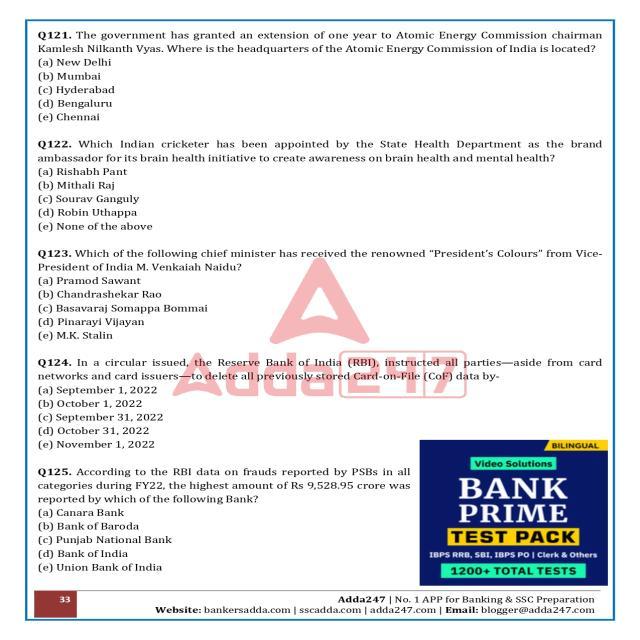 Q121. The government has granted an extension of one year to Atomic Energy Commission chairman
Kamlesh Nilkanth Vyas. Where is the headquarters of the Atomic Energy Commission of India is located?
(a) New Delhi
(b) Mumbai
(c) Hyderabad
(d) Bengaluru
(e) Chennai
Q122. Which Indian cricketer has been appointed by the State Health Department as the brand
ambassador for its brain health initiative to create awareness on brain health and mental health?
(a) Rishabh Pant
(b) Mithali Raj
(c) Sourav Ganguly
(d) Robin Uthappa
(e) None of the above
Q123. Which of the following chief minister has received the renowned “President’s Colours” from Vice-
President of India M. Venkaiah Naidu?
(a) Pramod Sawant
(b) Chandrashekar Rao
(c) Basavaraj Somappa Bommai
(d) Pinarayi Vijayan
(e) M.K. Stalin
Q124. In a circular issued, the Reserve Bank of India (RBI), instructed all parties—aside from card
networks and card issuers—to delete all previously stored Card-on-File (CoF) data by-
(a) September 1, 2022
(b) October 1, 2022
(c) September 31, 2022
(d) October 31, 2022
(e) November 1, 2022
Adda247
Q125. According to the RBI data on frauds reported by PSBs in all
categories during FY22, the highest amount of Rs 9,528.95 crore was
reported by which of the following Bank?
(a) Canara Bank
(b) Bank of Baroda
(c) Punjab National Bank
(d) Bank of India
(e) Union Bank of India
BILINGUAL
Video Solutions
BANK
PRIME
TEST PACK
IBPS RRB, SBI, IBPS PO | Clerk & Others
1200+ TOTAL TESTS
33
Adda247 | No. 1 APP for Banking & SSC Preparation
Website: bankersadda.com | sscadda.com | adda247.com | Email: blogger@adda247.com